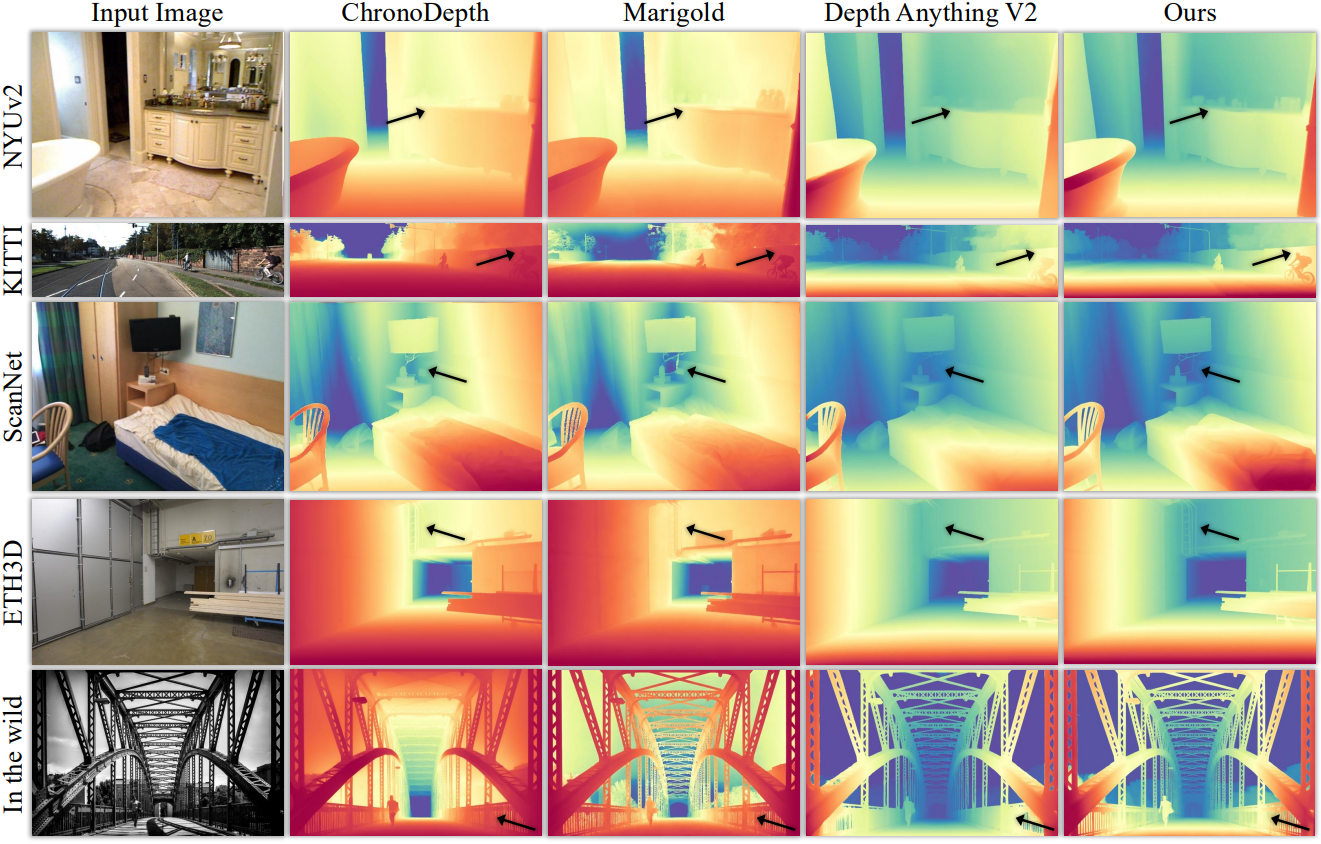 Input Image
ChronoDepth
Marigold
Depth Anything V2
Ours
NYUv2
KITTI
ScanNet
ETH3D
In the wild